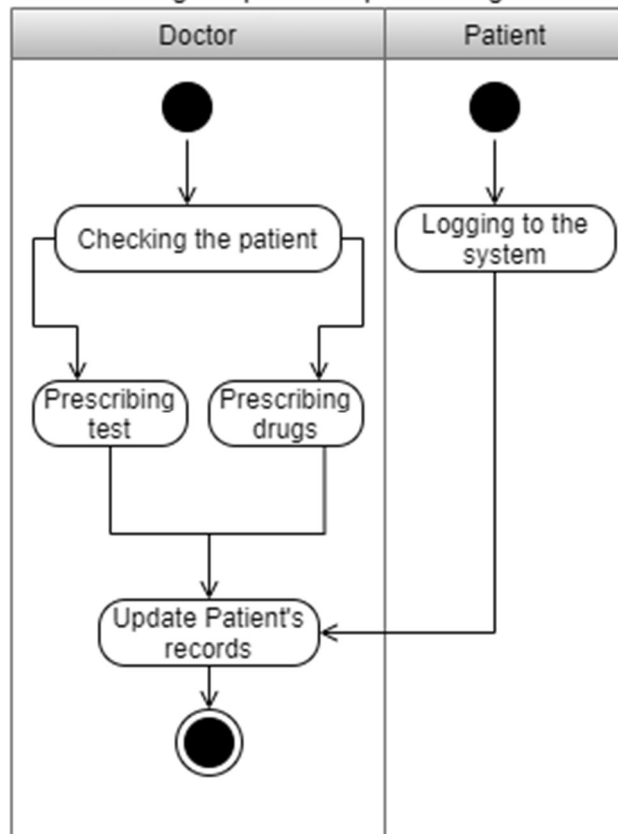 Doctor
Patient
Checking the patient
Logging to the
system
Prescribing
test
Prescribing
drugs
Update Patient's
records